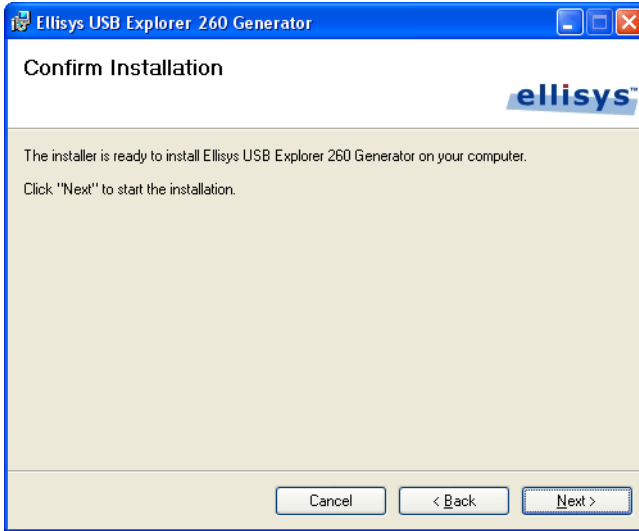 Ellisys USB Explorer 260 Generator
Confirm Installation
ellisys™
The installer is ready to install Ellisys USB Explorer 260 Generator on your computer.
Click "Next" to start the installation.
Cancel
< Back
Next >